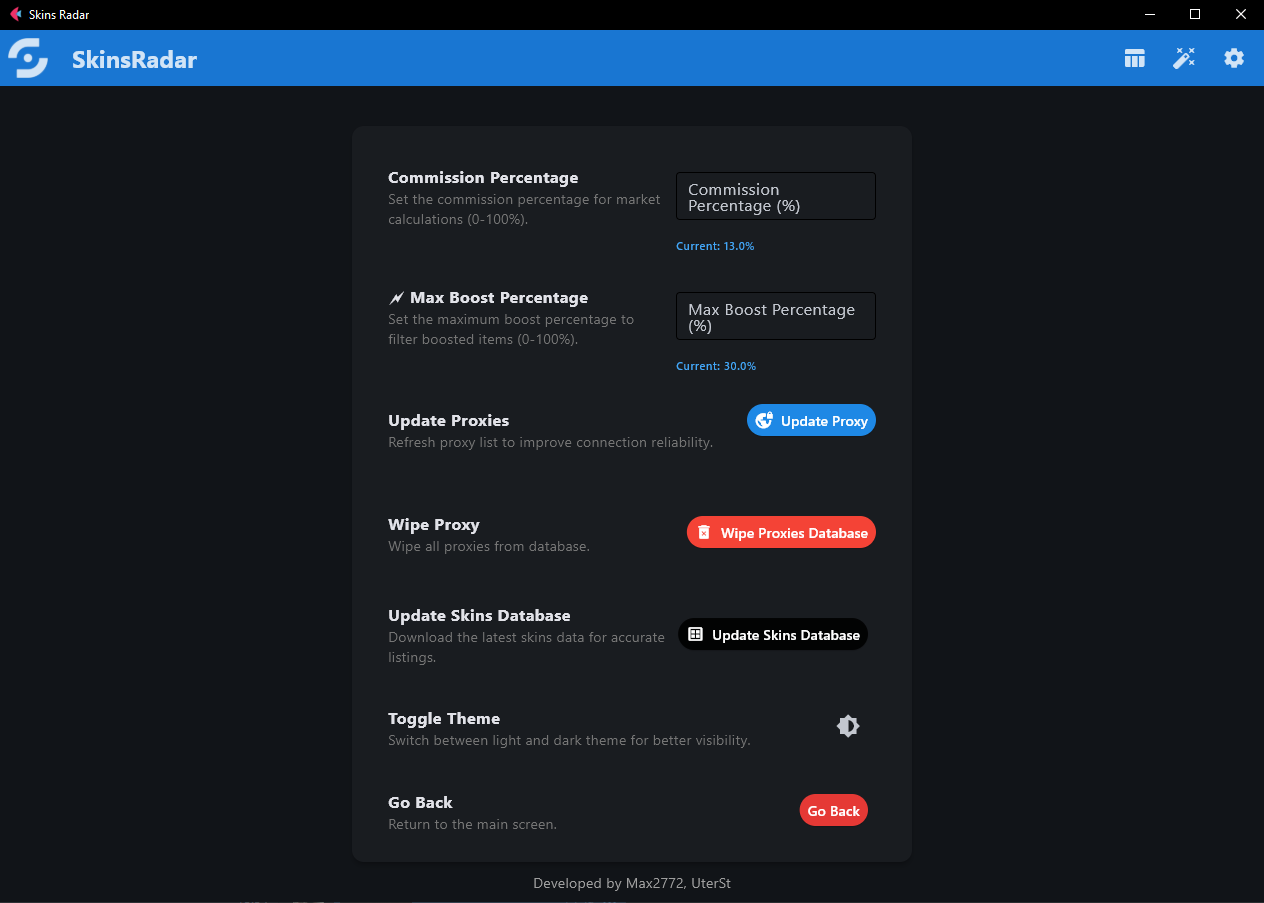 Skins Radar
SkinsRadar
Commission Percentage
Set the commission percentage for market
calculations (0-100%).
Commission
Percentage (%)
Current: 13.0%
Max Boost Percentage
Set the maximum boost percentage to
filter boosted items (0-100%).
Max Boost Percentage
(%)
Current: 30.0%
Update Proxies
Refresh proxy list to improve connection reliability.
Update Proxy
Wipe Proxy
Wipe all proxies from database.
Wipe Proxies Database
Update Skins Database
Download the latest skins data for accurate
listings.
Update Skins Database
Toggle Theme
Switch between light and dark theme for better visibility.
Go Back
Return to the main screen.
Go Back
Developed by Max2772, UterSt